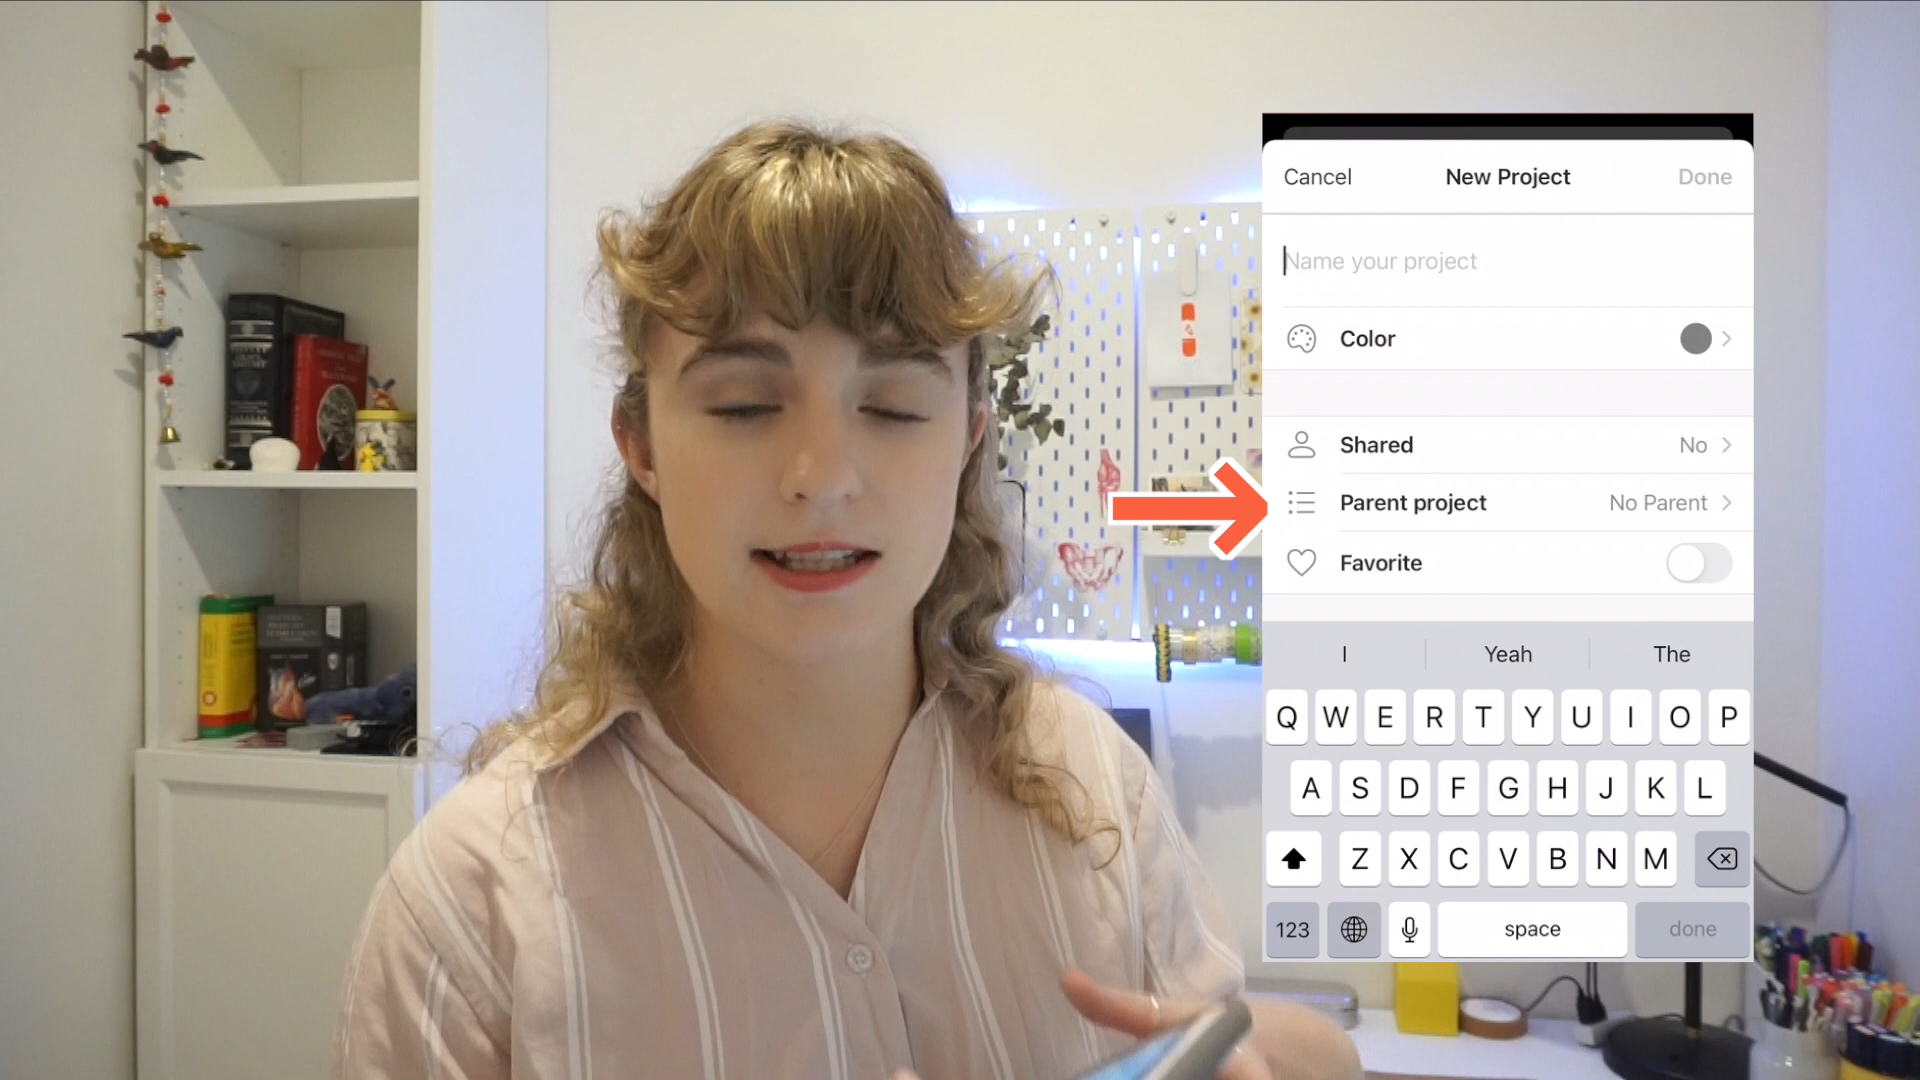 Cancel New Project Done
Name your project
Color
Shared No
Parent project No Parent
Favorite
I Yeah The
Q W E R T Y U I O P
A S D F G H J K L
Z X C V B N M
123 space done